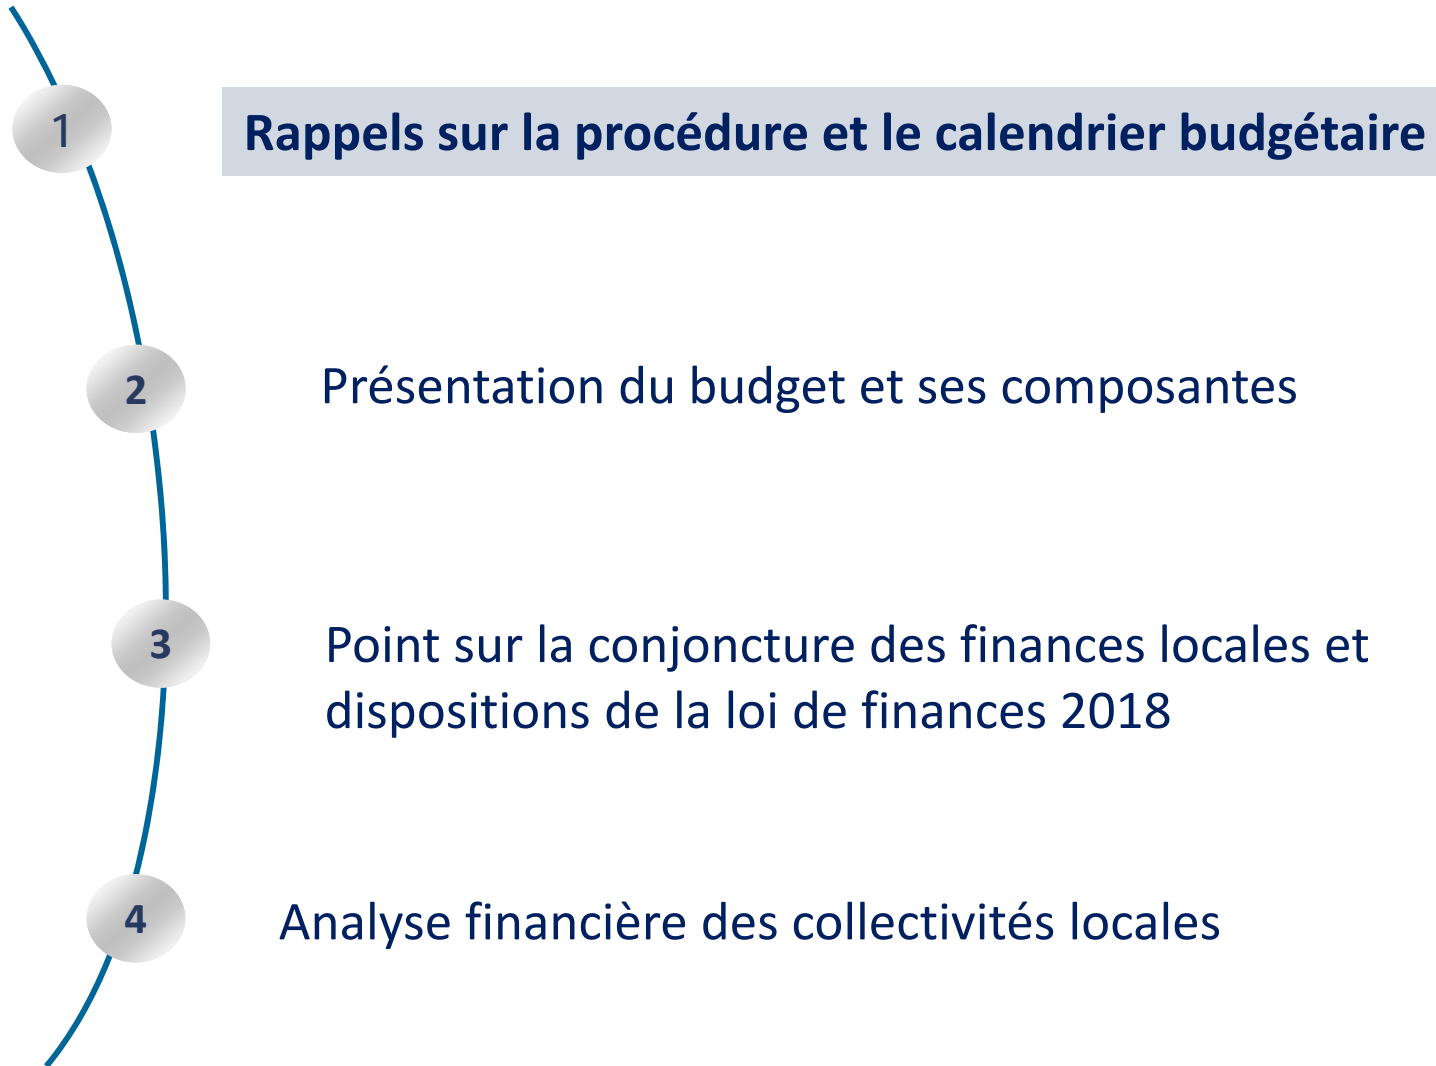 1
Rappels sur la procédure et le calendrier budgétaire
2
Présentation du budget et ses composantes
3
Point sur la conjoncture des finances locales et
dispositions de la loi de finances 2018
4
Analyse financière des collectivités locales